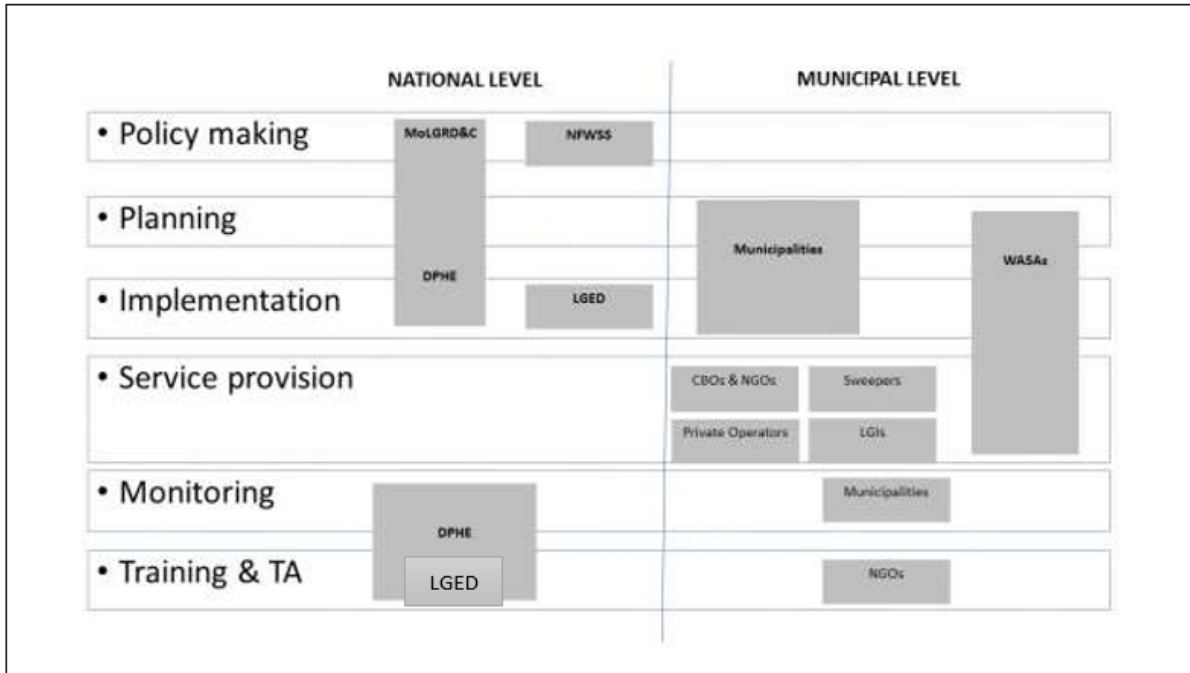 NATIONAL LEVEL
MUNICIPAL LEVEL
• Policy making
MoLGRD&C
NFWSS
• Planning
Municipalities
WASAs
DPHE
• Implementation
LGED
• Service provision
CBOs & NGOs
Sweepers
Private Operators
LGIs
• Monitoring
Municipalities
DPHE
• Training & TA
LGED
NGOs